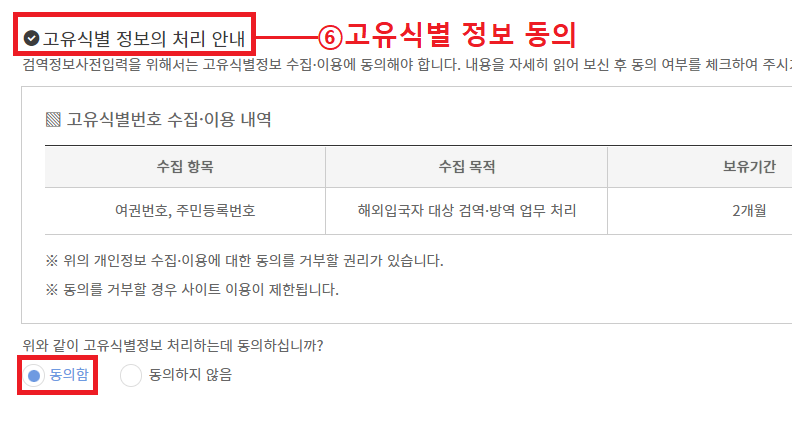 고유식별 정보의 처리 안내
⑥고유식별 정보 동의
검역정보사전입력을 위해서는 고유식별정보 수집·이용에 동의해야 합니다. 내용을 자세히 읽어 보신 후 동의 여부를 체크하여 주시
▧ 고유식별번호 수집·이용 내역
수집 항목 수집 목적 보유기간
여권번호, 주민등록번호 해외입국자 대상 검역·방역 업무 처리 2개월
※ 위의 개인정보 수집·이용에 대한 동의를 거부할 권리가 있습니다.
※ 동의를 거부할 경우 사이트 이용이 제한됩니다.
위와 같이 고유식별정보 처리하는데 동의하십니까?
동의함 동의하지 않음